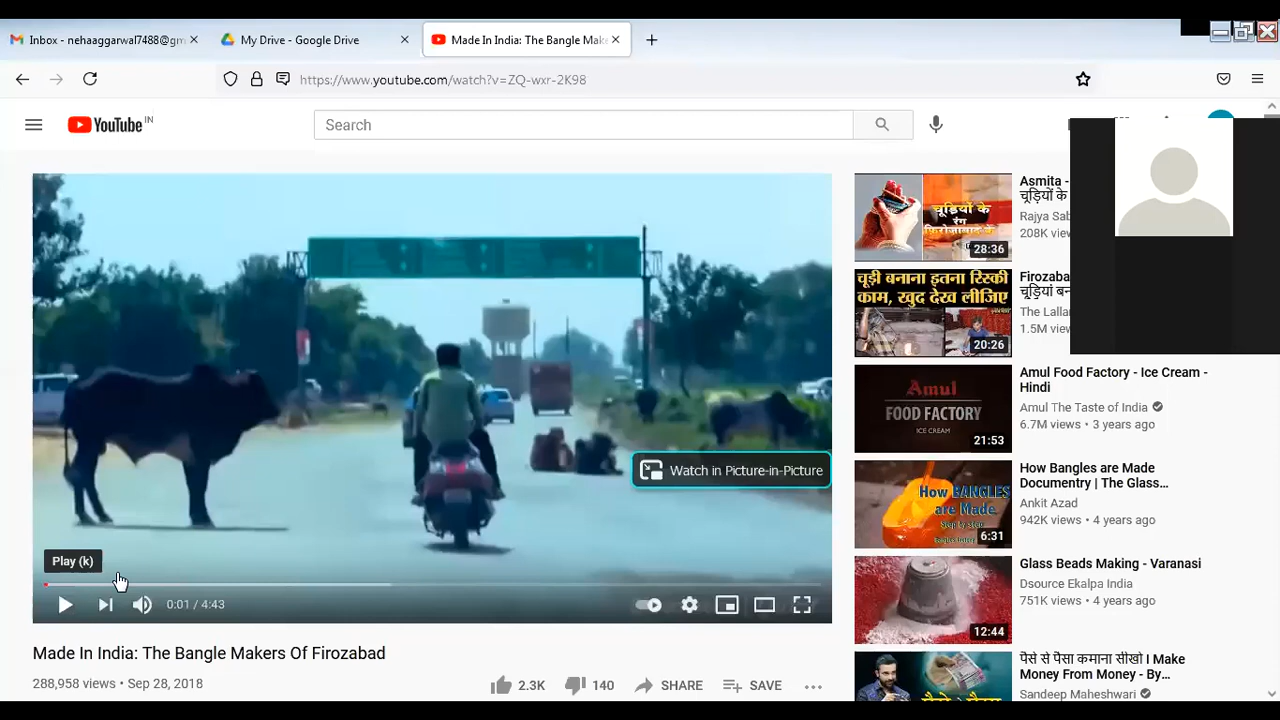 Inbox - nehaaggarwal7488@gm
My Drive - Google Drive
Made In India: The Bangle Mak
https://www.youtube.com/watch?v=ZQ-wxr-2K98
YouTube IN
Search
Watch in Picture-in-Picture
Play (k)
0:01 / 4:43
Made In India: The Bangle Makers Of Firozabad
288,958 views • Sep 28, 2018
2.3K
140
SHARE
SAVE
चूड़ियों के
रंग
फिरोज़ाबाद के
28:36
Asmita -
चूड़ियों के
Rajya Sab
208K view
चूड़ी बनाना इतना रिस्की
काम, खुद देख लीजिए
20:26
Firozaba
चूड़ियां बन
The Lallan
1.5M view
Amul
FOOD FACTORY
ICE CREAM
21:53
Amul Food Factory - Ice Cream -
Hindi
Amul The Taste of India
6.7M views • 3 years ago
How BANGLES
are Made
Step by step
6:31
How Bangles are Made
Documentry | The Glass...
Ankit Azad
942K views • 4 years ago
12:44
Glass Beads Making - Varanasi
Dsource Ekalpa India
751K views • 4 years ago
पैसे से पैसा कमाना सीखो I Make
Money From Money - By...
Sandeep Maheshwari